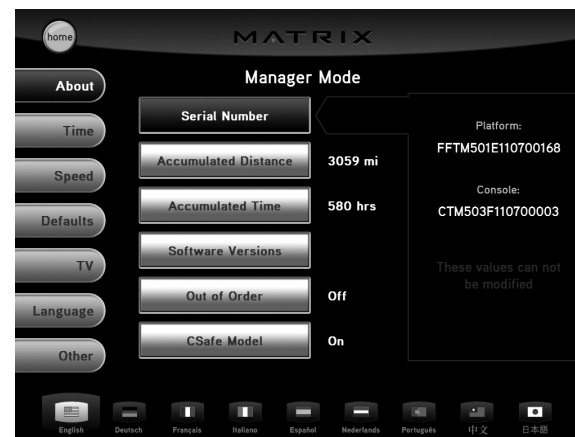 home
MATRIX
Manager Mode
About
Time
Speed
Defaults
TV
Language
Other
Serial Number
Accumulated Distance 3059 mi
Accumulated Time 580 hrs
Software Versions
Out of Order Off
CSafe Model On
Platform:
FFTM501E110700168
Console:
CTM503F110700003
These values can not
be modified
English Deutsch Français Italiano Español Nederlands Português 中文 日本語